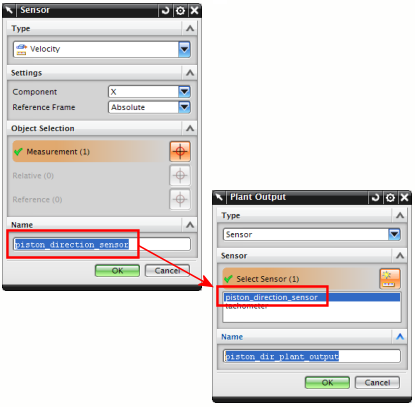 Sensor
Type
Velocity
Settings
Component X
Reference Frame Absolute
Object Selection
Measurement (1)
Relative (0)
Reference (0)
Name
piston_direction_sensor
OK Cancel
Plant Output
Type
Sensor
Sensor
Select Sensor (1)
piston_direction_sensor
tachometer
Name
piston_dir_plant_output
OK Cancel